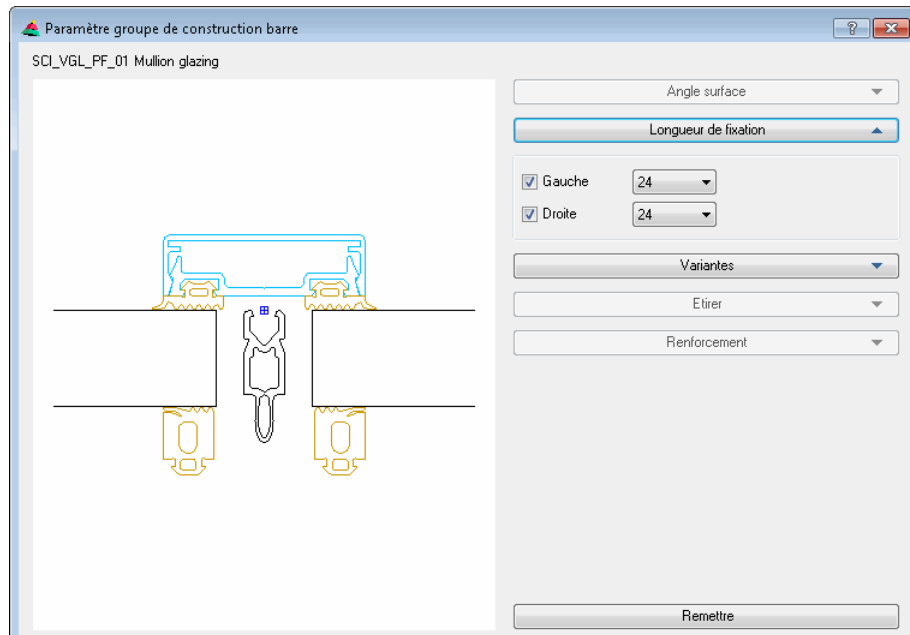 Paramètre groupe de construction barre
SCI_VGL_PF_01 Mullion glazing
Angle surface
Longueur de fixation
Gauche 24
Droite 24
Variantes
Etirer
Renforcement
Remettre